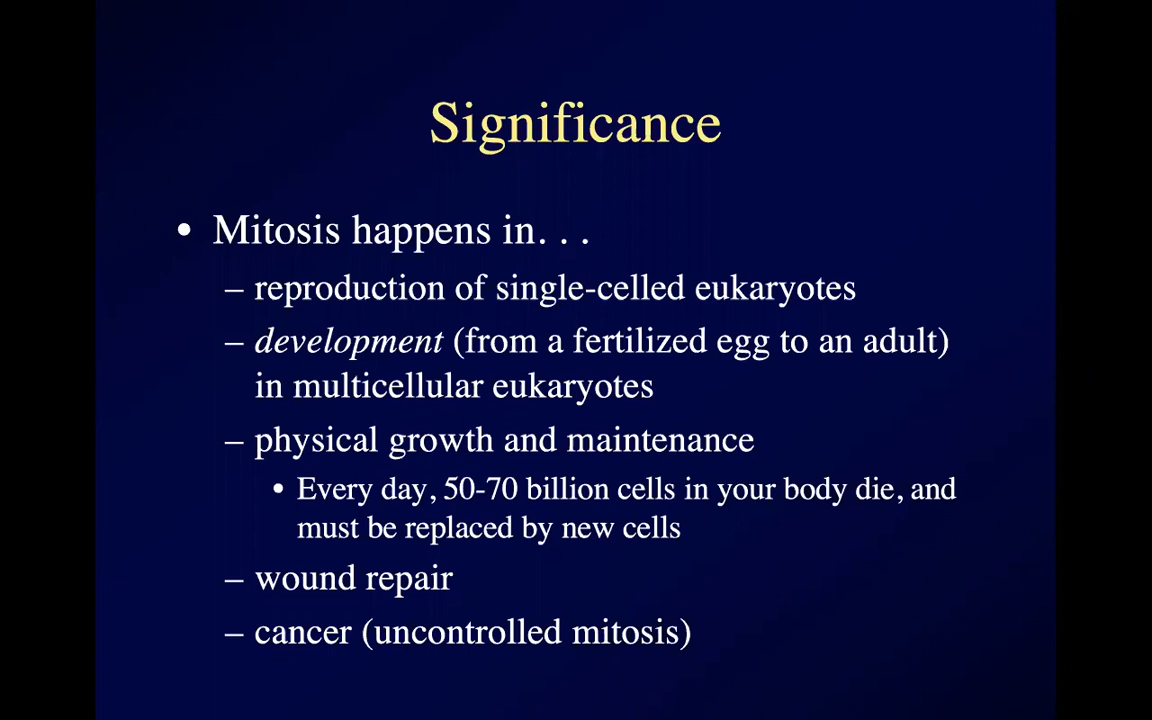 Significance
• Mitosis happens in. . .
– reproduction of single-celled eukaryotes
– development (from a fertilized egg to an adult)
in multicellular eukaryotes
– physical growth and maintenance
• Every day, 50-70 billion cells in your body die, and
must be replaced by new cells
– wound repair
– cancer (uncontrolled mitosis)